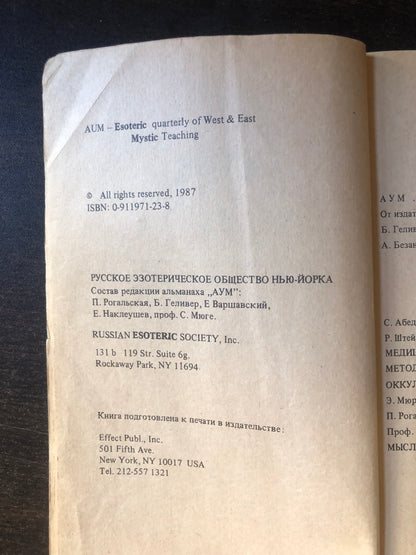 AUM – Esoteric quarterly of West & East
Mystic Teaching
© All rights reserved, 1987
ISBN: 0-911971-23-8
РУССКОЕ ЭЗОТЕРИЧЕСКОЕ ОБЩЕСТВО НЬЮ-ЙОРКА
Состав редакции альманаха „АУМ":
П. Рогальская, Б. Геливер, Е Варшавский,
Е. Наклеушев, проф. С. Мюге.
RUSSIAN ESOTERIC SOCIETY, Inc.
131 b 119 Str. Suite 6g.
Rockaway Park, NY 11694
Книга подготовлена к печати в издательстве:
Effect Publ., Inc.
501 Fifth Ave.
New York, NY 10017 USA
Tel. 212-557 1321
АУМ .
От изда
Б. Гели
А. Безан
С. Абел
Р. Штей
МЕДИЦ
МЕТОД
ОККУЛ
Э. Мюр
П. Рога
Проф.
МЫСЛ